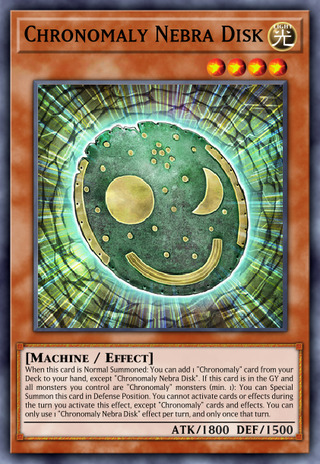 Chronomaly Nebra Disk
LIGHT
光
[Machine / Effect]
When this card is Normal Summoned: You can add 1 "Chronomaly" card from your
Deck to your hand, except "Chronomaly Nebra Disk". If this card is in the GY and
all monsters you control are "Chronomaly" monsters (min. 1): You can Special
Summon this card in Defense Position. You cannot activate cards or effects during
the turn you activate this effect, except "Chronomaly" cards and effects. You can
only use 1 "Chronomaly Nebra Disk" effect per turn, and only once that turn.
ATK/1800 DEF/1500